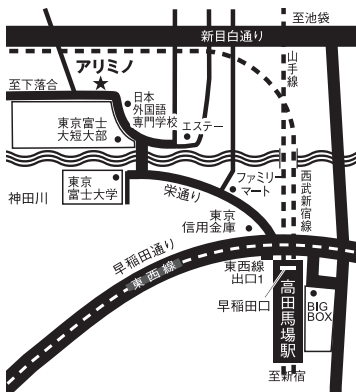 至池袋
新目白通り
山手線
アリミノ
至下落合
日本
外国語
専門学校
エステー
東京富士
大短大部
ファミリー
マート
西武新宿線
東京
富士大学
神田川
栄通り
東京
信用金庫
早稲田通り
東西線
東西線
出口1
早稲田口
高田馬場駅
BIG
BOX
至新宿